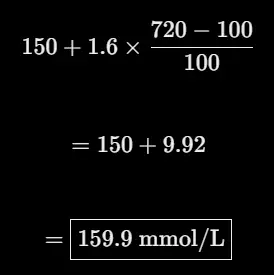 150 + 1.6 × (720 − 100)/100
= 150 + 9.92
= 159.9 mmol/L